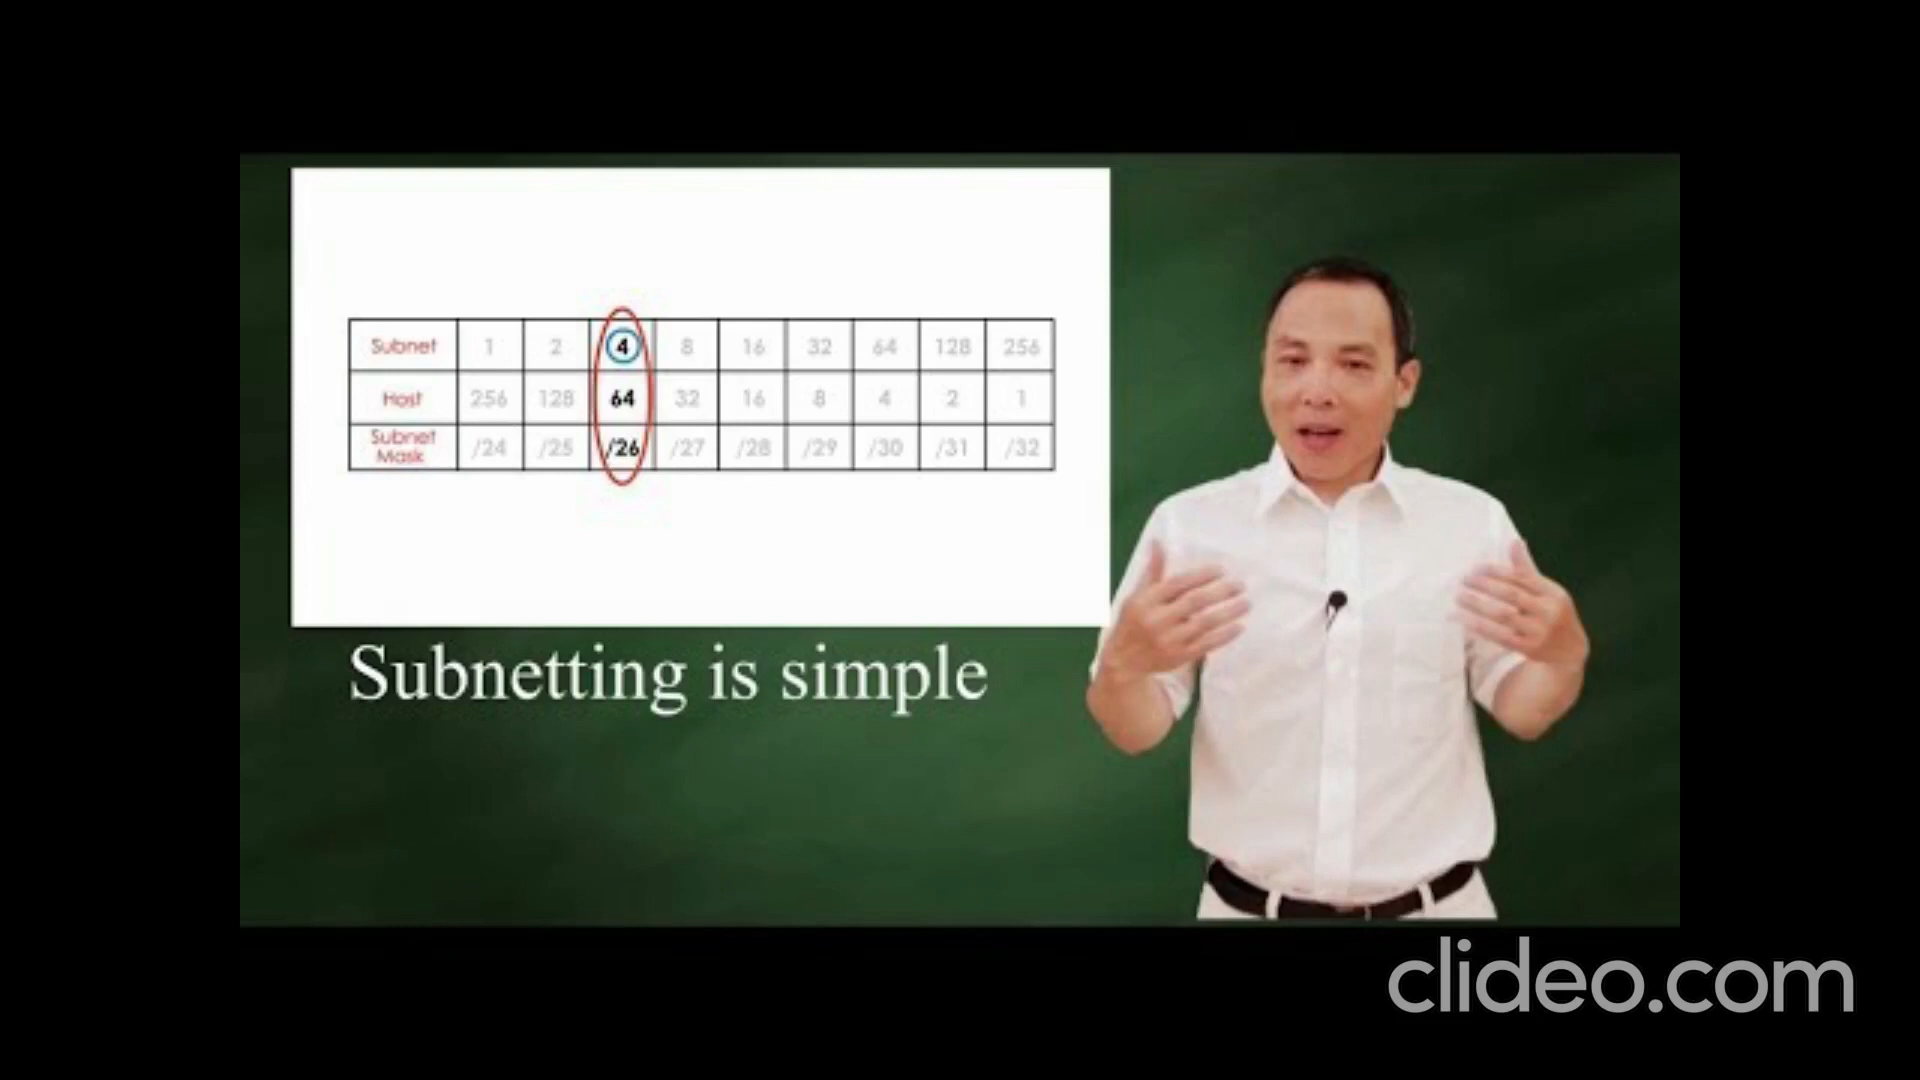 Subnet 1 2 4 8 16 32 64 128 256
Host 256 128 64 32 16 8 4 2 1
Subnet Mask /24 /25 /26 /27 /28 /29 /30 /31 /32
Subnetting is simple
clideo.com